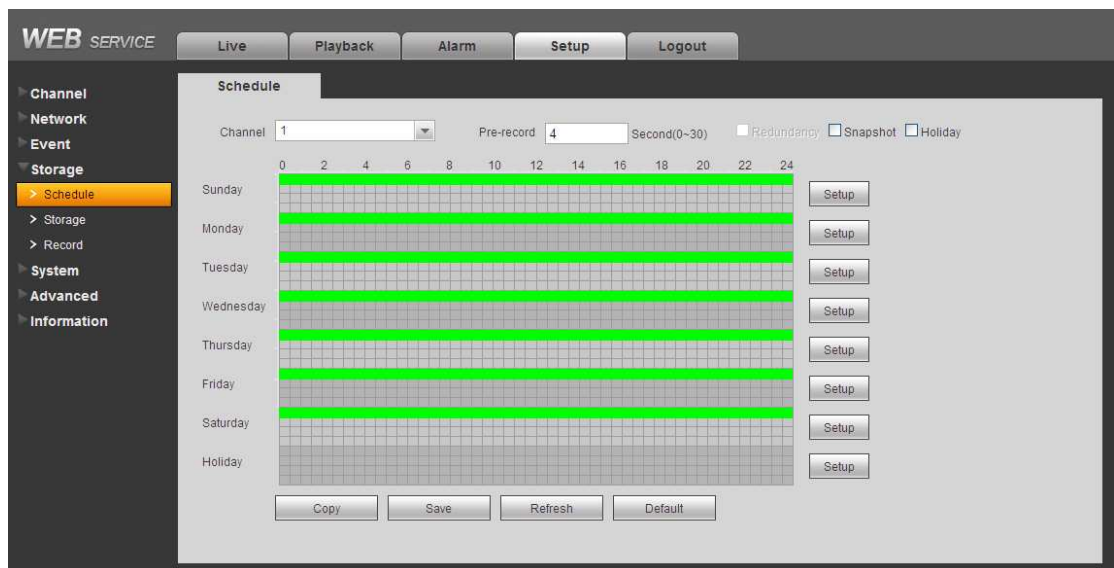 WEB SERVICE
Live Playback Alarm Setup Logout
Channel
Network
Event
Storage
> Schedule
> Storage
> Record
System
Advanced
Information
Schedule
Channel 1 Pre-record 4 Second(0~30) Redundancy Snapshot Holiday
0 2 4 6 8 10 12 14 16 18 20 22 24
Sunday Setup
Monday Setup
Tuesday Setup
Wednesday Setup
Thursday Setup
Friday Setup
Saturday Setup
Holiday Setup
Copy Save Refresh Default